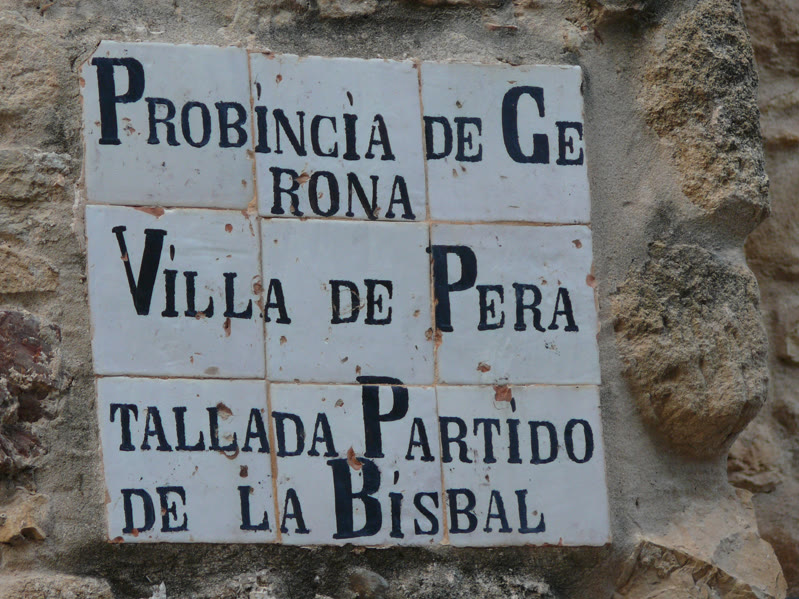 PROBINCIA DE GE
RONA
VILLA DE PERA
TALLADA PARTIDO
DE LA BISBAL